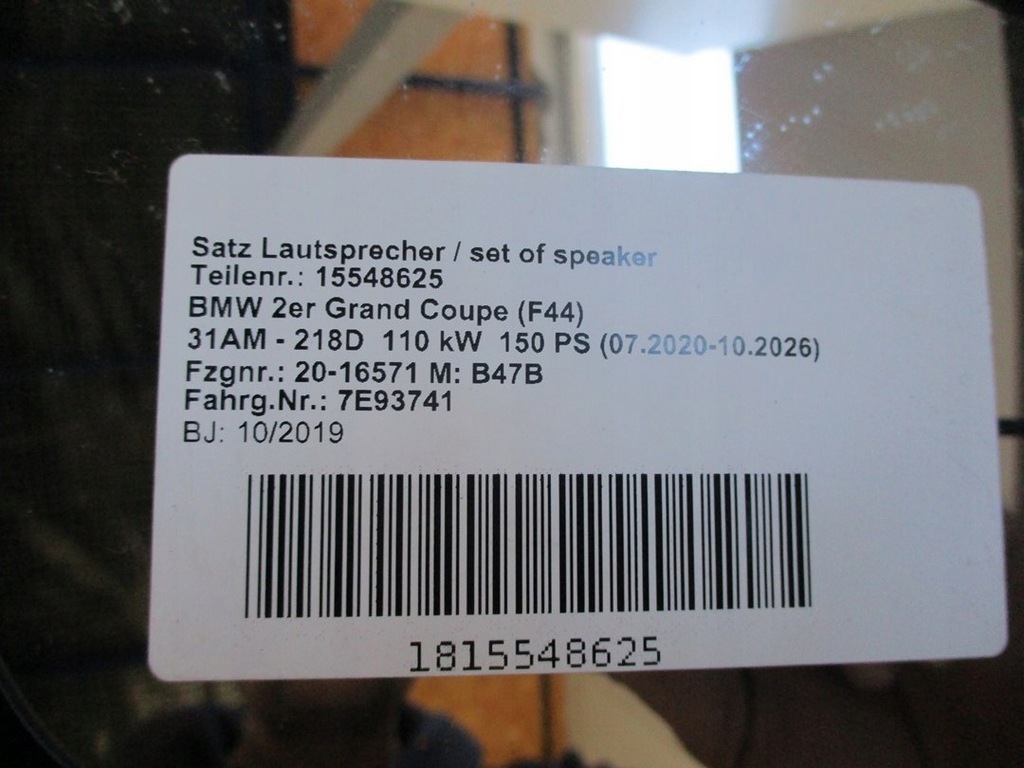 Satz Lautsprecher / set of speaker
Teilenr.: 15548625
BMW 2er Grand Coupe (F44)
31AM - 218D 110 kW 150 PS (07.2020-10.2026)
Fzgnr.: 20-16571 M: B47B
Fahrg.Nr.: 7E93741
BJ: 10/2019
1815548625